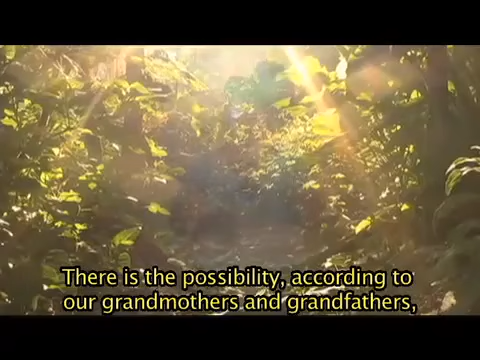 There is the possibility, according to
our grandmothers and grandfathers,